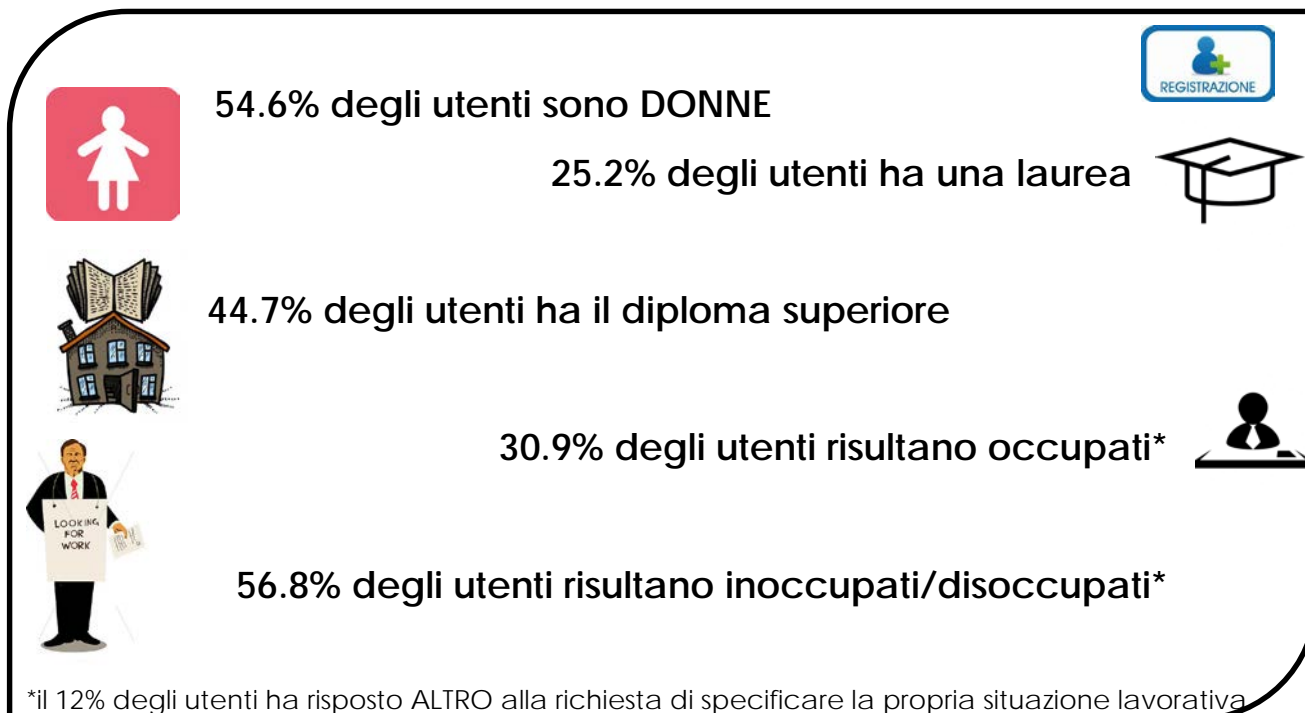 REGISTRAZIONE
54.6% degli utenti sono DONNE
25.2% degli utenti ha una laurea
44.7% degli utenti ha il diploma superiore
30.9% degli utenti risultano occupati*
LOOKING
FOR
WORK
56.8% degli utenti risultano inoccupati/disoccupati*
*il 12% degli utenti ha risposto ALTRO alla richiesta di specificare la propria situazione lavorativa